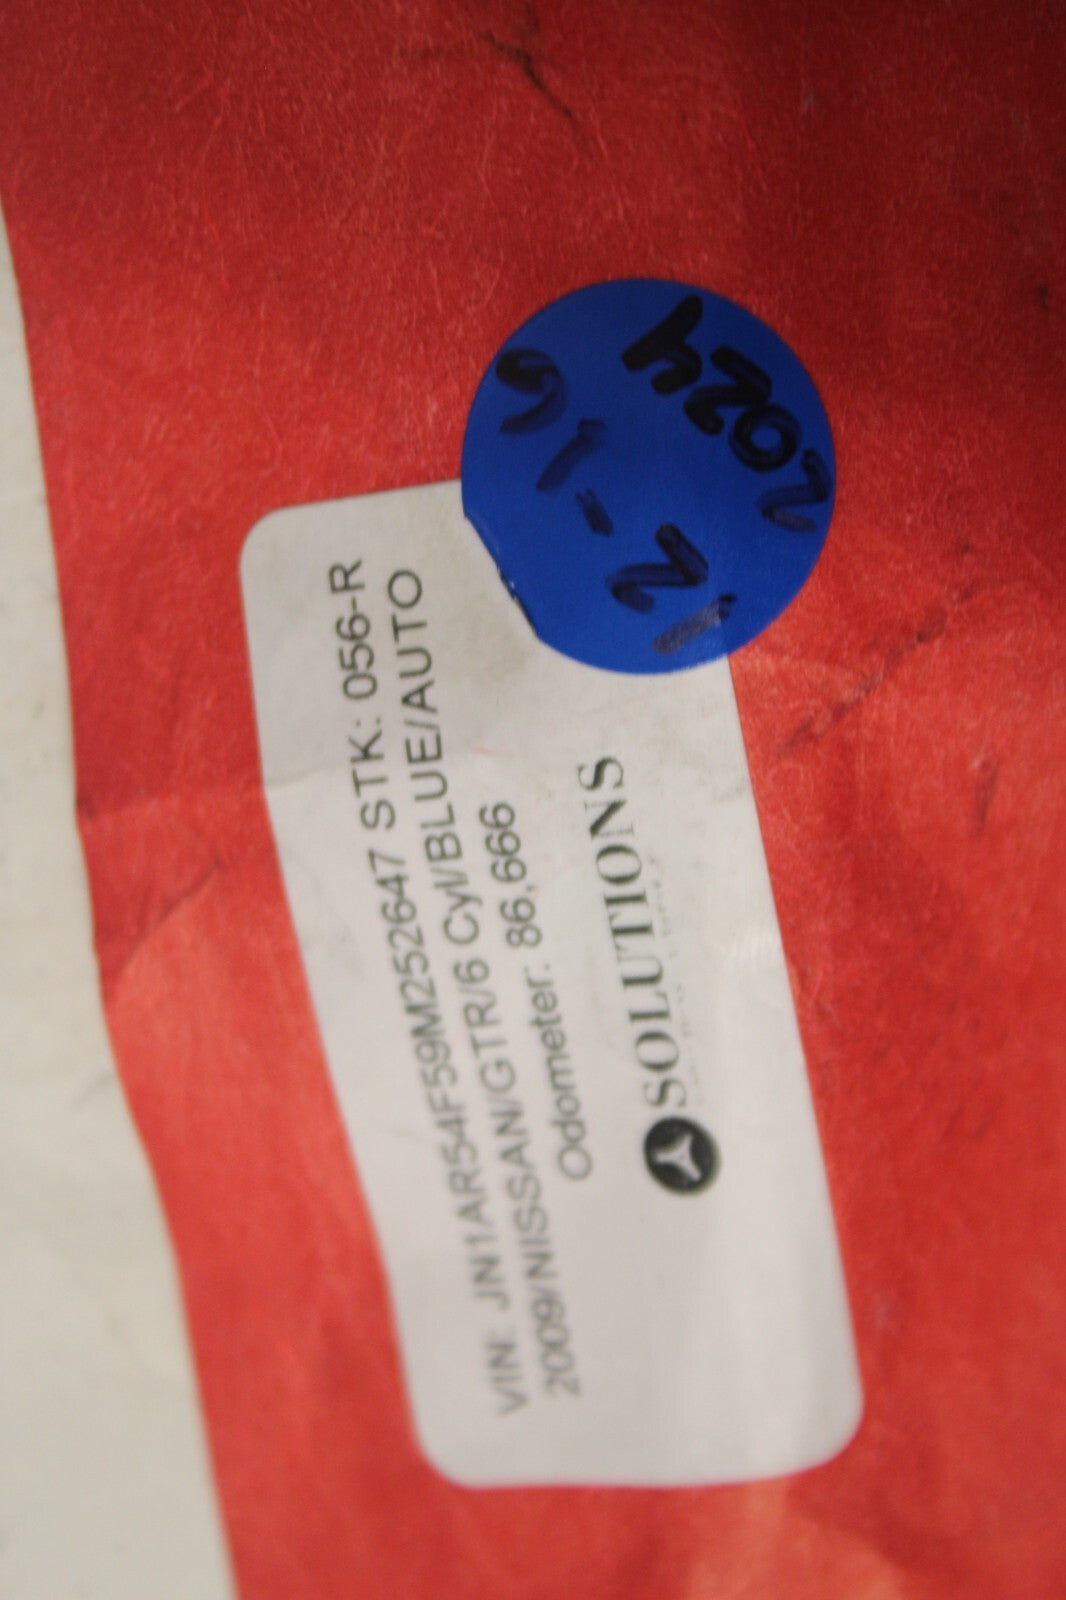 VIN: JN1AR54F59M252647 STK: 056-R
2009/NISSAN/GTR/6 Cyl/BLUE/AUTO
Odometer: 86,666
SOLUTIONS
12-16
2024